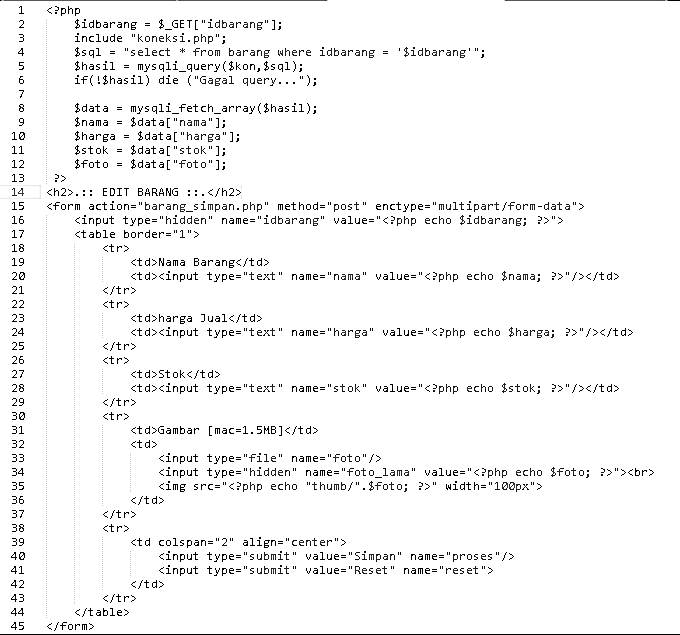 1 <?php
2 $idbarang = $_GET["idbarang"];
3 include "koneksi.php";
4 $sql = "select * from barang where idbarang = '$idbarang'";
5 $hasil = mysqli_query($kon,$sql);
6 if(!$hasil) die ("Gagal query...");
7
8 $data = mysqli_fetch_array($hasil);
9 $nama = $data["nama"];
10 $harga = $data["harga"];
11 $stok = $data["stok"];
12 $foto = $data["foto"];
13 ?>
14 <h2>.:: EDIT BARANG ::.</h2>
15 <form action="barang_simpan.php" method="post" enctype="multipart/form-data">
16 <input type="hidden" name="idbarang" value="<?php echo $idbarang; ?>">
17 <table border="1">
18 <tr>
19 <td>Nama Barang</td>
20 <td><input type="text" name="nama" value="<?php echo $nama; ?>"/></td>
21 </tr>
22 <tr>
23 <td>harga Jual</td>
24 <td><input type="text" name="harga" value="<?php echo $harga; ?>"/></td>
25 </tr>
26 <tr>
27 <td>Stok</td>
28 <td><input type="text" name="stok" value="<?php echo $stok; ?>"/></td>
29 </tr>
30 <tr>
31 <td>Gambar [mac=1.5MB]</td>
32 <td>
33 <input type="file" name="foto"/>
34 <input type="hidden" name="foto_lama" value="<?php echo $foto; ?>"><br>
35 <img src="<?php echo "thumb/".$foto; ?>" width="100px">
36 </td>
37 </tr>
38 <tr>
39 <td colspan="2" align="center">
40 <input type="submit" value="Simpan" name="proses"/>
41 <input type="submit" value="Reset" name="reset">
42 </td>
43 </tr>
44 </table>
45 </form>